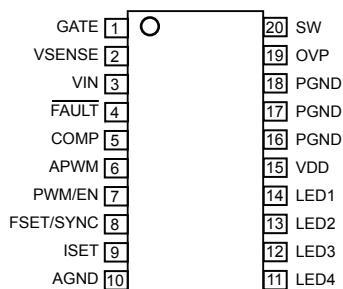 GATE 1 20 SW
VSENSE 2 19 OVP
VIN 3 18 PGND
FAULT 4 17 PGND
COMP 5 16 PGND
APWM 6 15 VDD
PWM/EN 7 14 LED1
FSET/SYNC 8 13 LED2
ISET 9 12 LED3
AGND 10 11 LED4